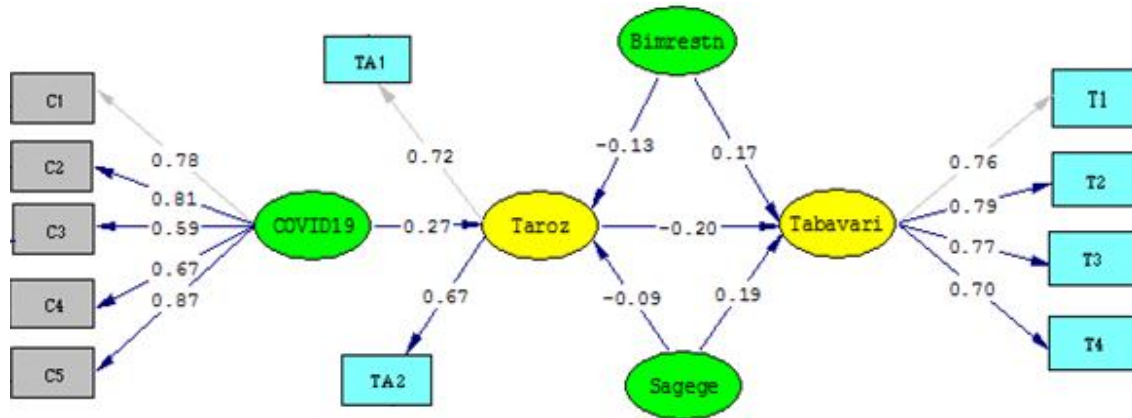 Bimrestn
TA1
C1
T1
0.78
0.72
-0.13
0.17
0.76
C2
T2
0.81
0.79
C3
0.59
COVID19
0.27
Taroz
-0.20
Tabavari
0.77
T3
0.67
0.70
C4
0.87
0.67
-0.09
0.19
T4
C5
TA2
Sagege